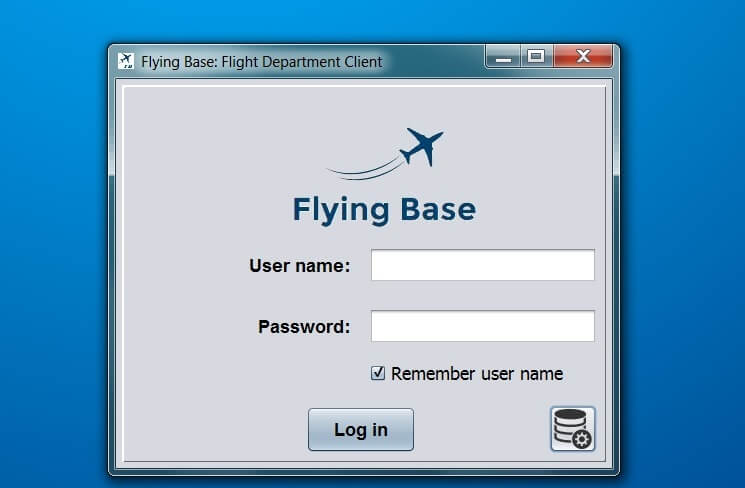 Flying Base: Flight Department Client
Flying Base
User name:
Password:
Remember user name
Log in